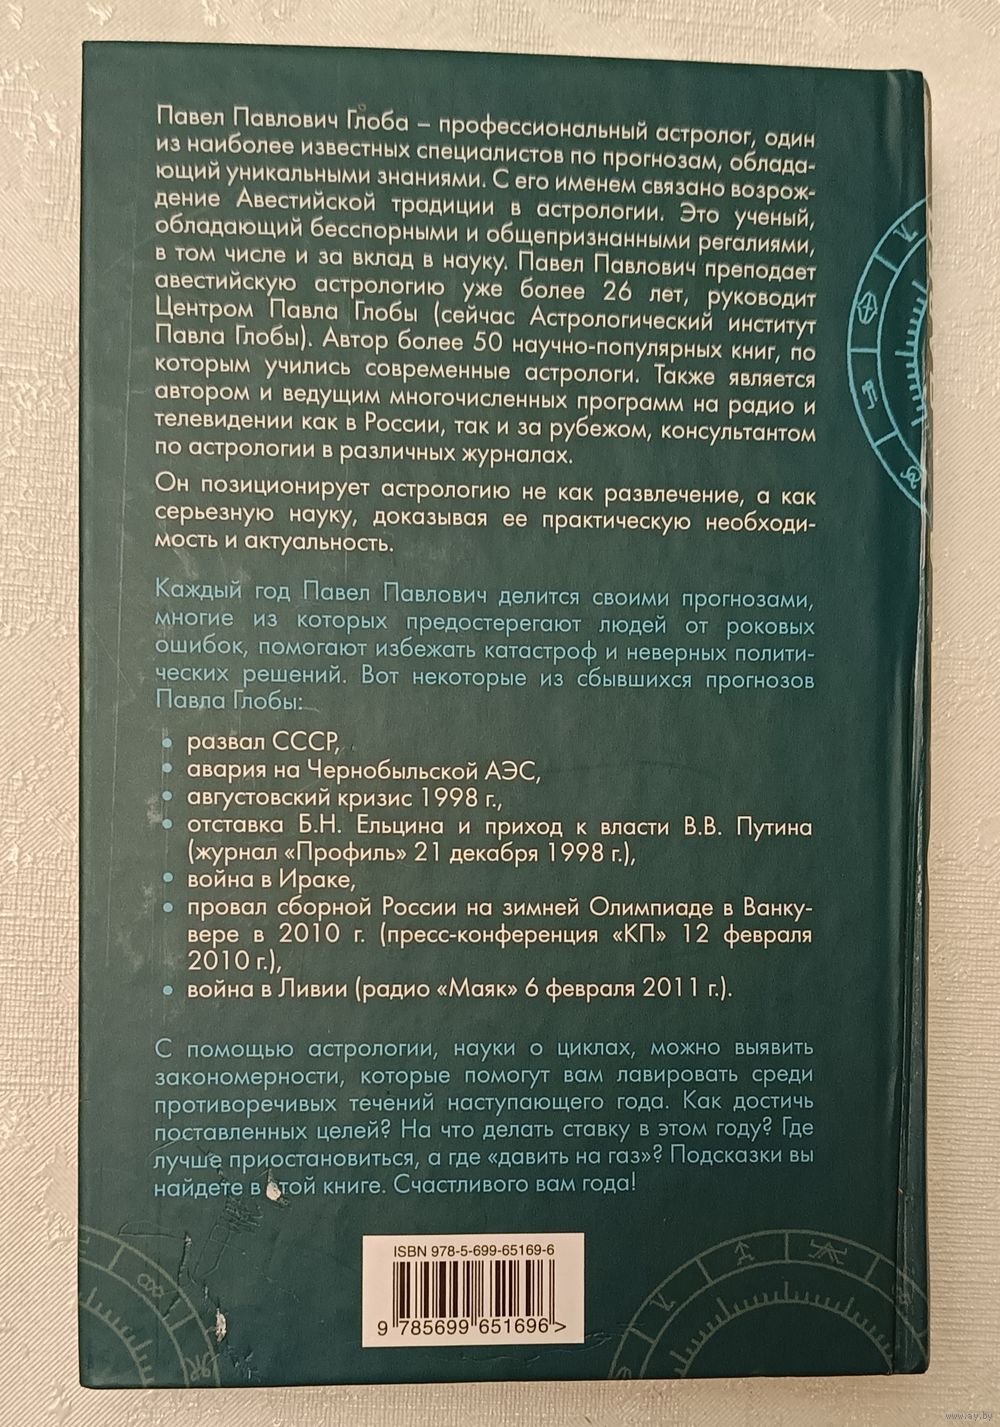 Павел Павлович Глоба – профессиональный астролог, один
из наиболее известных специалистов по прогнозам, облада-
ющий уникальными знаниями. С его именем связано возрож-
дение Авестийской традиции в астрологии. Это ученый,
обладающий бесспорными и общепризнанными регалиями,
в том числе и за вклад в науку. Павел Павлович преподает
авестийскую астрологию уже более 26 лет, руководит
Центром Павла Глобы (сейчас Астрологический институт
Павла Глобы). Автор более 50 научно-популярных книг, по
которым учились современные астрологи. Также является
автором и ведущим многочисленных программ на радио и
телевидении как в России, так и за рубежом, консультантом
по астрологии в различных журналах.
Он позиционирует астрологию не как развлечение, а как
серьезную науку, доказывая ее практическую необходи-
мость и актуальность.
Каждый год Павел Павлович делится своими прогнозами,
многие из которых предостерегают людей от роковых
ошибок, помогают избежать катастроф и неверных полити-
ческих решений. Вот некоторые из сбывшихся прогнозов
Павла Глобы:
• развал СССР,
• авария на Чернобыльской АЭС,
• августовский кризис 1998 г.,
• отставка Б.Н. Ельцина и приход к власти В.В. Путина
(журнал «Профиль» 21 декабря 1998 г.),
• война в Ираке,
• провал сборной России на зимней Олимпиаде в Ванку-
вере в 2010 г. (пресс-конференция «КП» 12 февраля
2010 г.),
• война в Ливии (радио «Маяк» 6 февраля 2011 г.).
С помощью астрологии, науки о циклах, можно выявить
закономерности, которые помогут вам лавировать среди
противоречивых течений наступающего года. Как достичь
поставленных целей? На что делать ставку в этом году? Где
лучше приостановиться, а где «давить на газ»? Подсказки вы
найдете в этой книге. Счастливого вам года!
ISBN 978-5-699-65169-6
9 785699 651696 >
www.ay.by